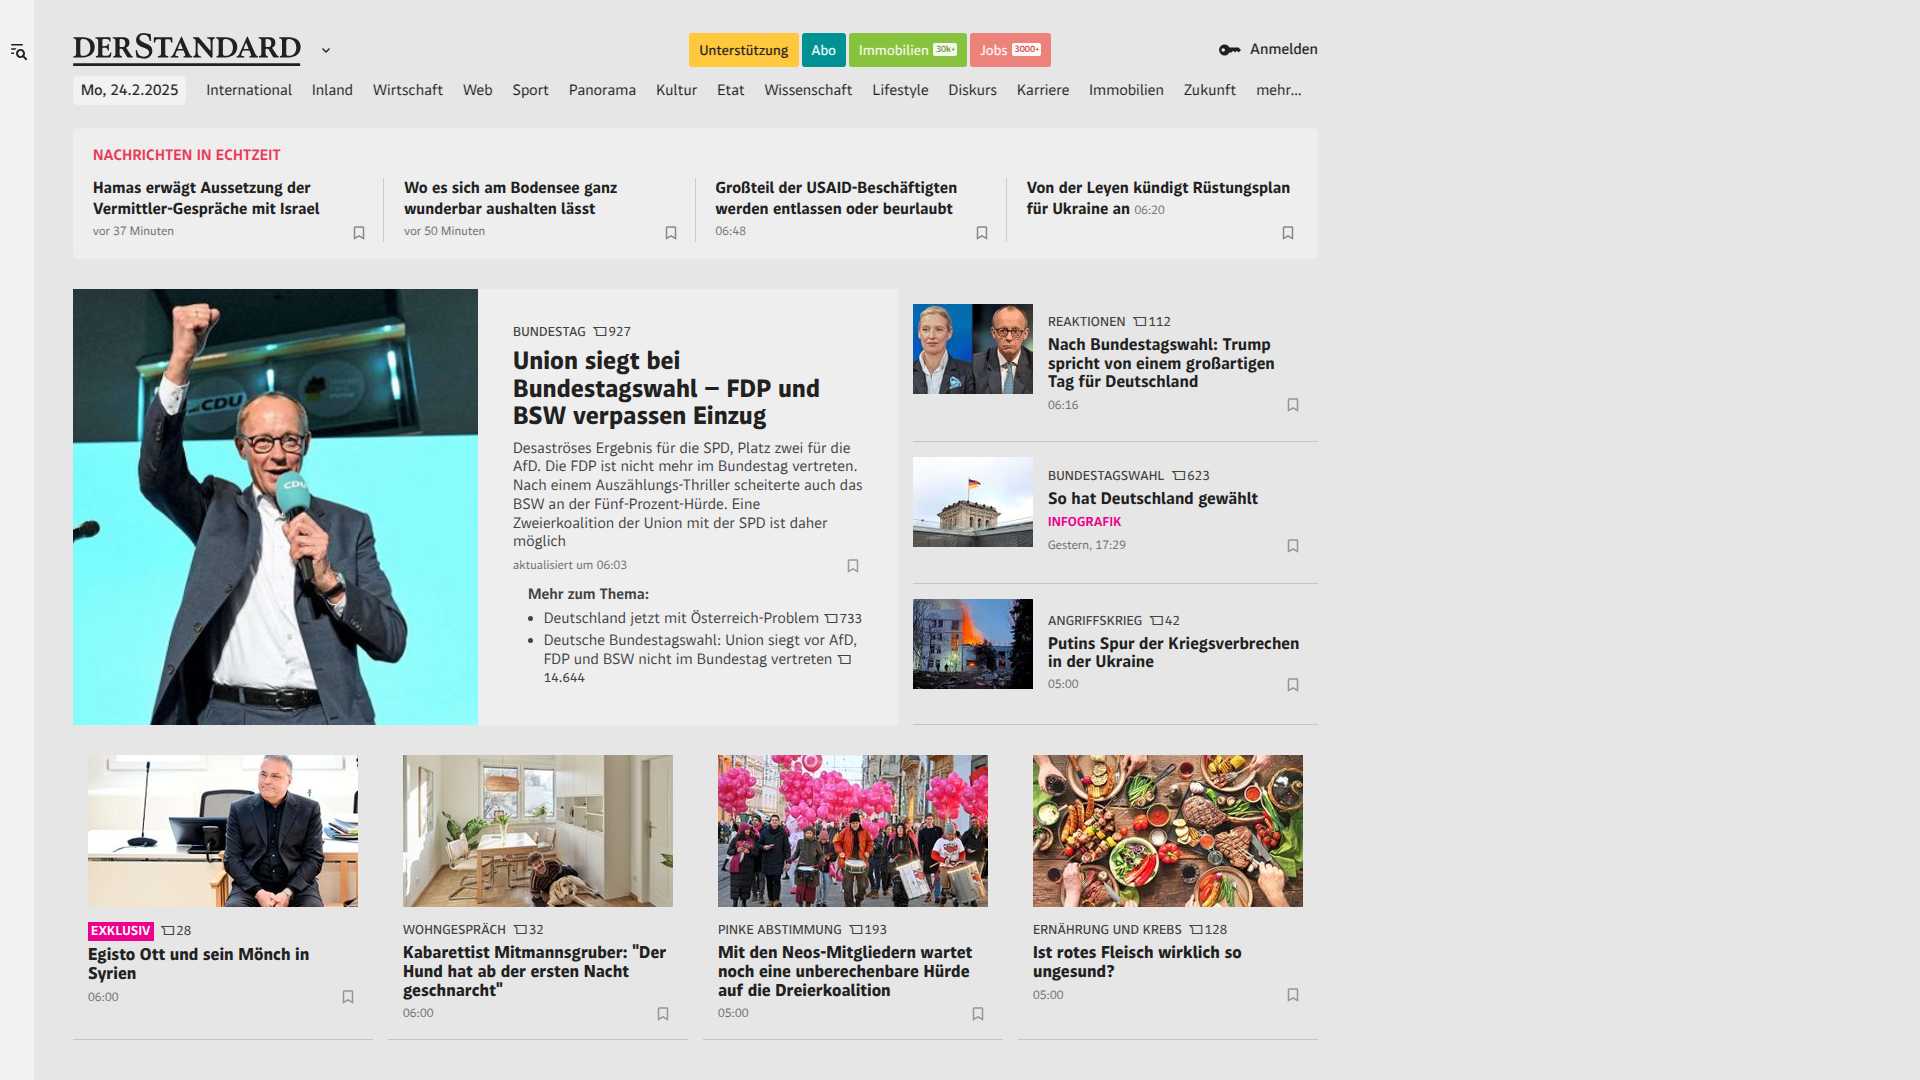 DERSTANDARD
Unterstützung
Abo
Immobilien 30k+
Jobs 3000+
Anmelden
Mo, 24.2.2025
International
Inland
Wirtschaft
Web
Sport
Panorama
Kultur
Etat
Wissenschaft
Lifestyle
Diskurs
Karriere
Immobilien
Zukunft
mehr...
NACHRICHTEN IN ECHTZEIT
Hamas erwägt Aussetzung der
Vermittler-Gespräche mit Israel
vor 37 Minuten
Wo es sich am Bodensee ganz
wunderbar aushalten lässt
vor 50 Minuten
Großteil der USAID-Beschäftigten
werden entlassen oder beurlaubt
06:48
Von der Leyen kündigt Rüstungsplan
für Ukraine an 06:20
CDU
CDU
BUNDESTAG 927
Union siegt bei
Bundestagswahl – FDP und
BSW verpassen Einzug
Desaströses Ergebnis für die SPD, Platz zwei für die
AfD. Die FDP ist nicht mehr im Bundestag vertreten.
Nach einem Auszählungs-Thriller scheiterte auch das
BSW an der Fünf-Prozent-Hürde. Eine
Zweierkoalition der Union mit der SPD ist daher
möglich
aktualisiert um 06:03
Mehr zum Thema:
• Deutschland jetzt mit Österreich-Problem 733
• Deutsche Bundestagswahl: Union siegt vor AfD,
FDP und BSW nicht im Bundestag vertreten
14.644
REAKTIONEN 112
Nach Bundestagswahl: Trump
spricht von einem großartigen
Tag für Deutschland
06:16
BUNDESTAGSWAHL 623
So hat Deutschland gewählt
INFOGRAFIK
Gestern, 17:29
ANGRIFFSKRIEG 42
Putins Spur der Kriegsverbrechen
in der Ukraine
05:00
EXKLUSIV 28
Egisto Ott und sein Mönch in
Syrien
06:00
WOHNGESPRÄCH 32
Kabarettist Mitmannsgruber: "Der
Hund hat ab der ersten Nacht
geschnarcht"
06:00
PINKE ABSTIMMUNG 193
Mit den Neos-Mitgliedern wartet
noch eine unberechenbare Hürde
auf die Dreierkoalition
05:00
ERNÄHRUNG UND KREBS 128
Ist rotes Fleisch wirklich so
ungesund?
05:00